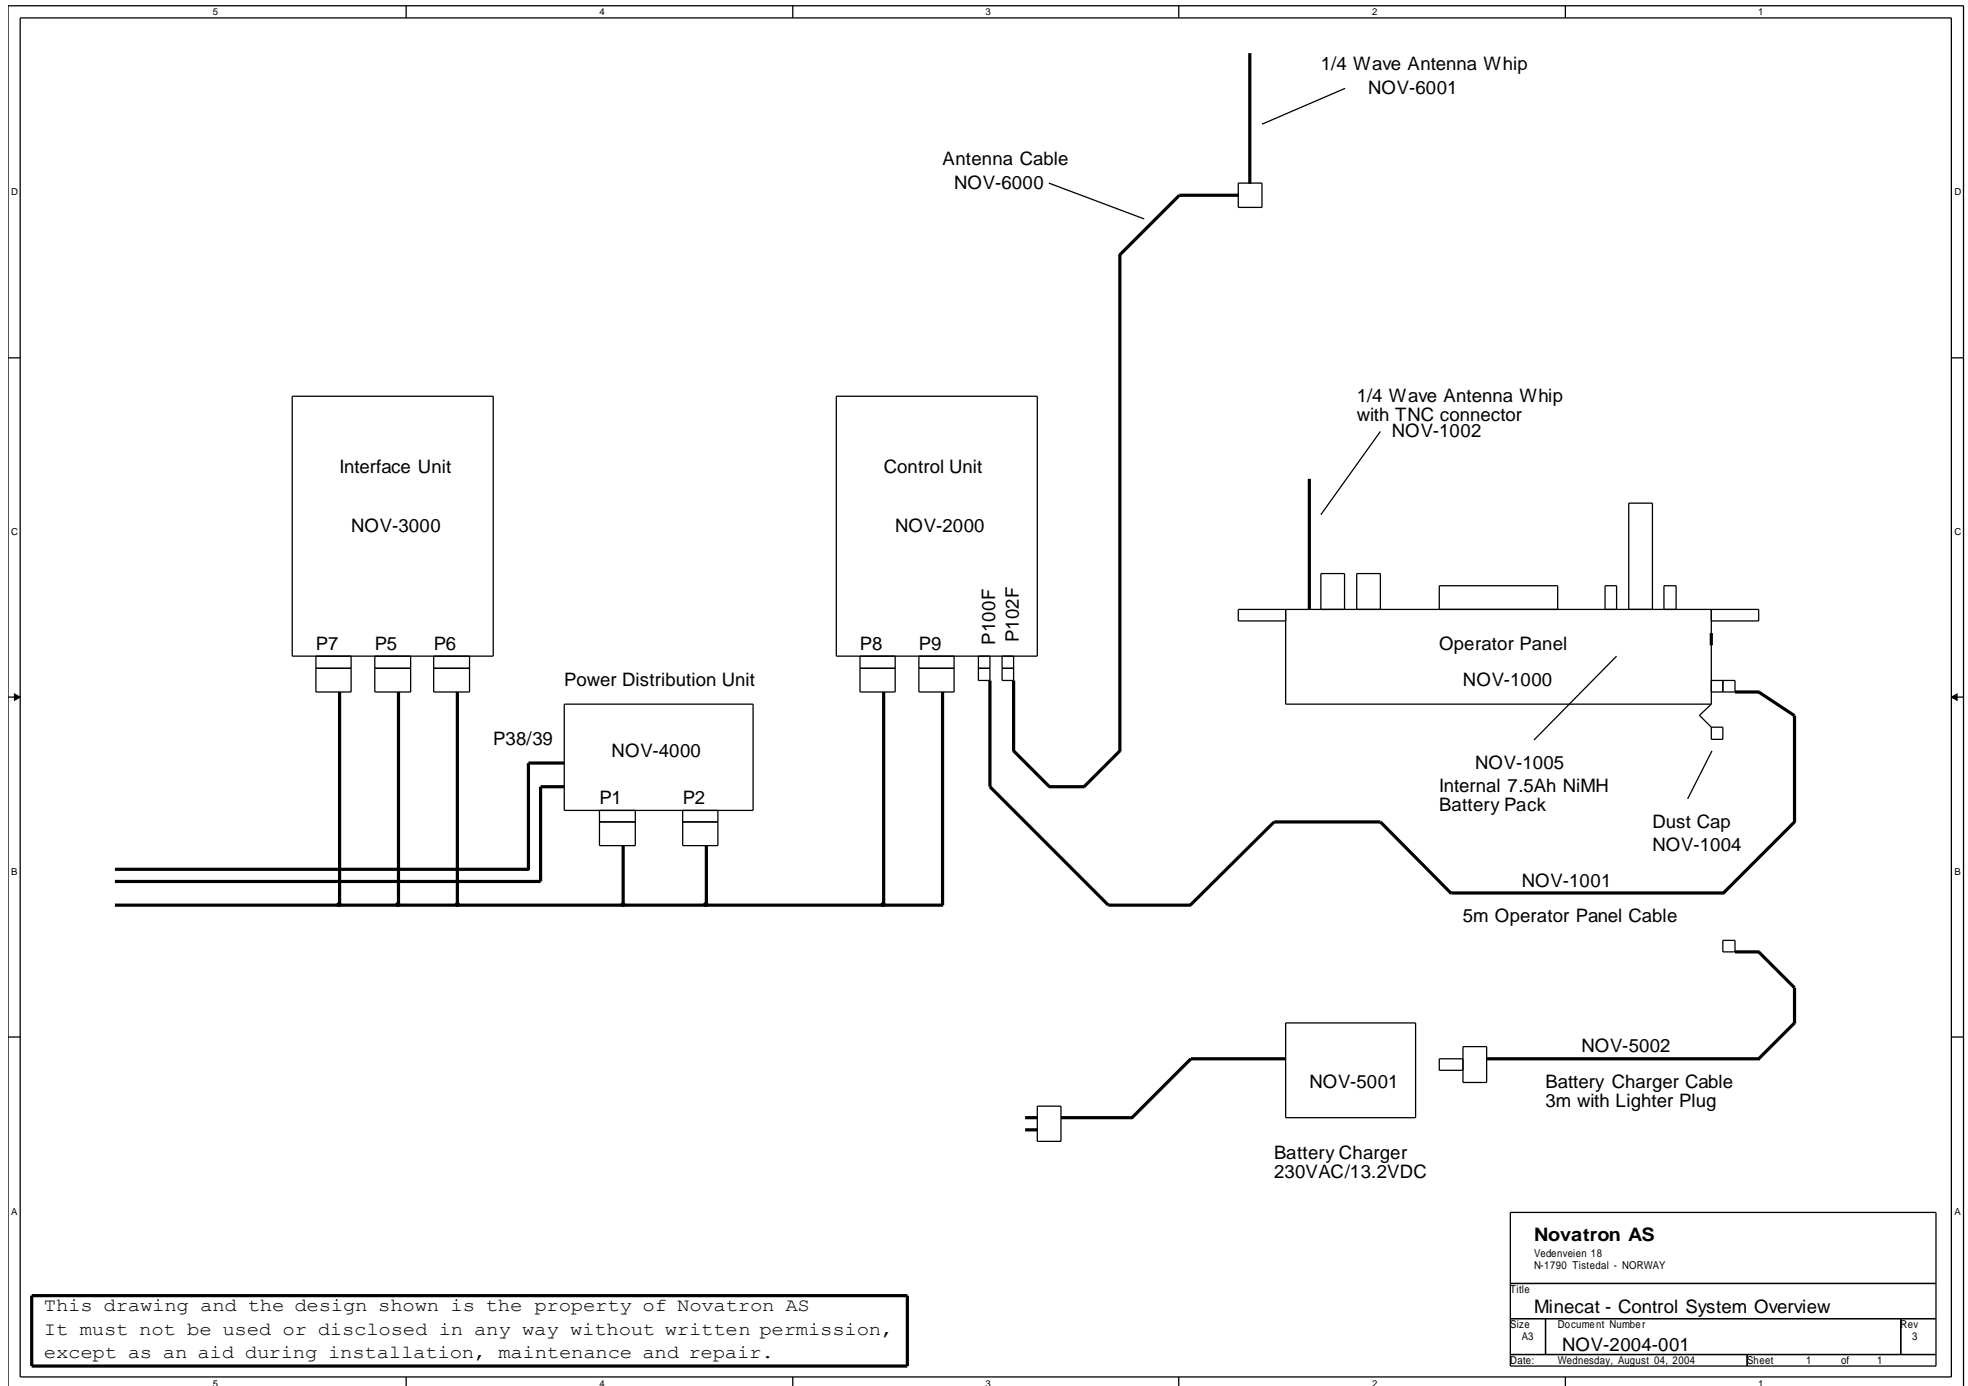 5 4 3 2 1
1/4 Wave Antenna Whip
NOV-6001
Antenna Cable
NOV-6000
D D
1/4 Wave Antenna Whip
with TNC connector
NOV-1002
Interface Unit
NOV-3000
Control Unit
NOV-2000
C C
P100F
P102F
P7 P5 P6
P8 P9
Operator Panel
NOV-1000
Power Distribution Unit
P38/39
NOV-4000
P1 P2
NOV-1005
Internal 7.5Ah NiMH
Battery Pack
Dust Cap
NOV-1004
B B
NOV-1001
5m Operator Panel Cable
NOV-5002
Battery Charger Cable
3m with Lighter Plug
NOV-5001
Battery Charger
230VAC/13.2VDC
A A
Novatron AS
Vedenveien 18
N-1790 Tistedal - NORWAY
Title
Minecat - Control System Overview
Size Document Number Rev
A3 NOV-2004-001 3
Date: Wednesday, August 04, 2004 Sheet 1 of 1
This drawing and the design shown is the property of Novatron AS
It must not be used or disclosed in any way without written permission,
except as an aid during installation, maintenance and repair.
5 4 3 2 1